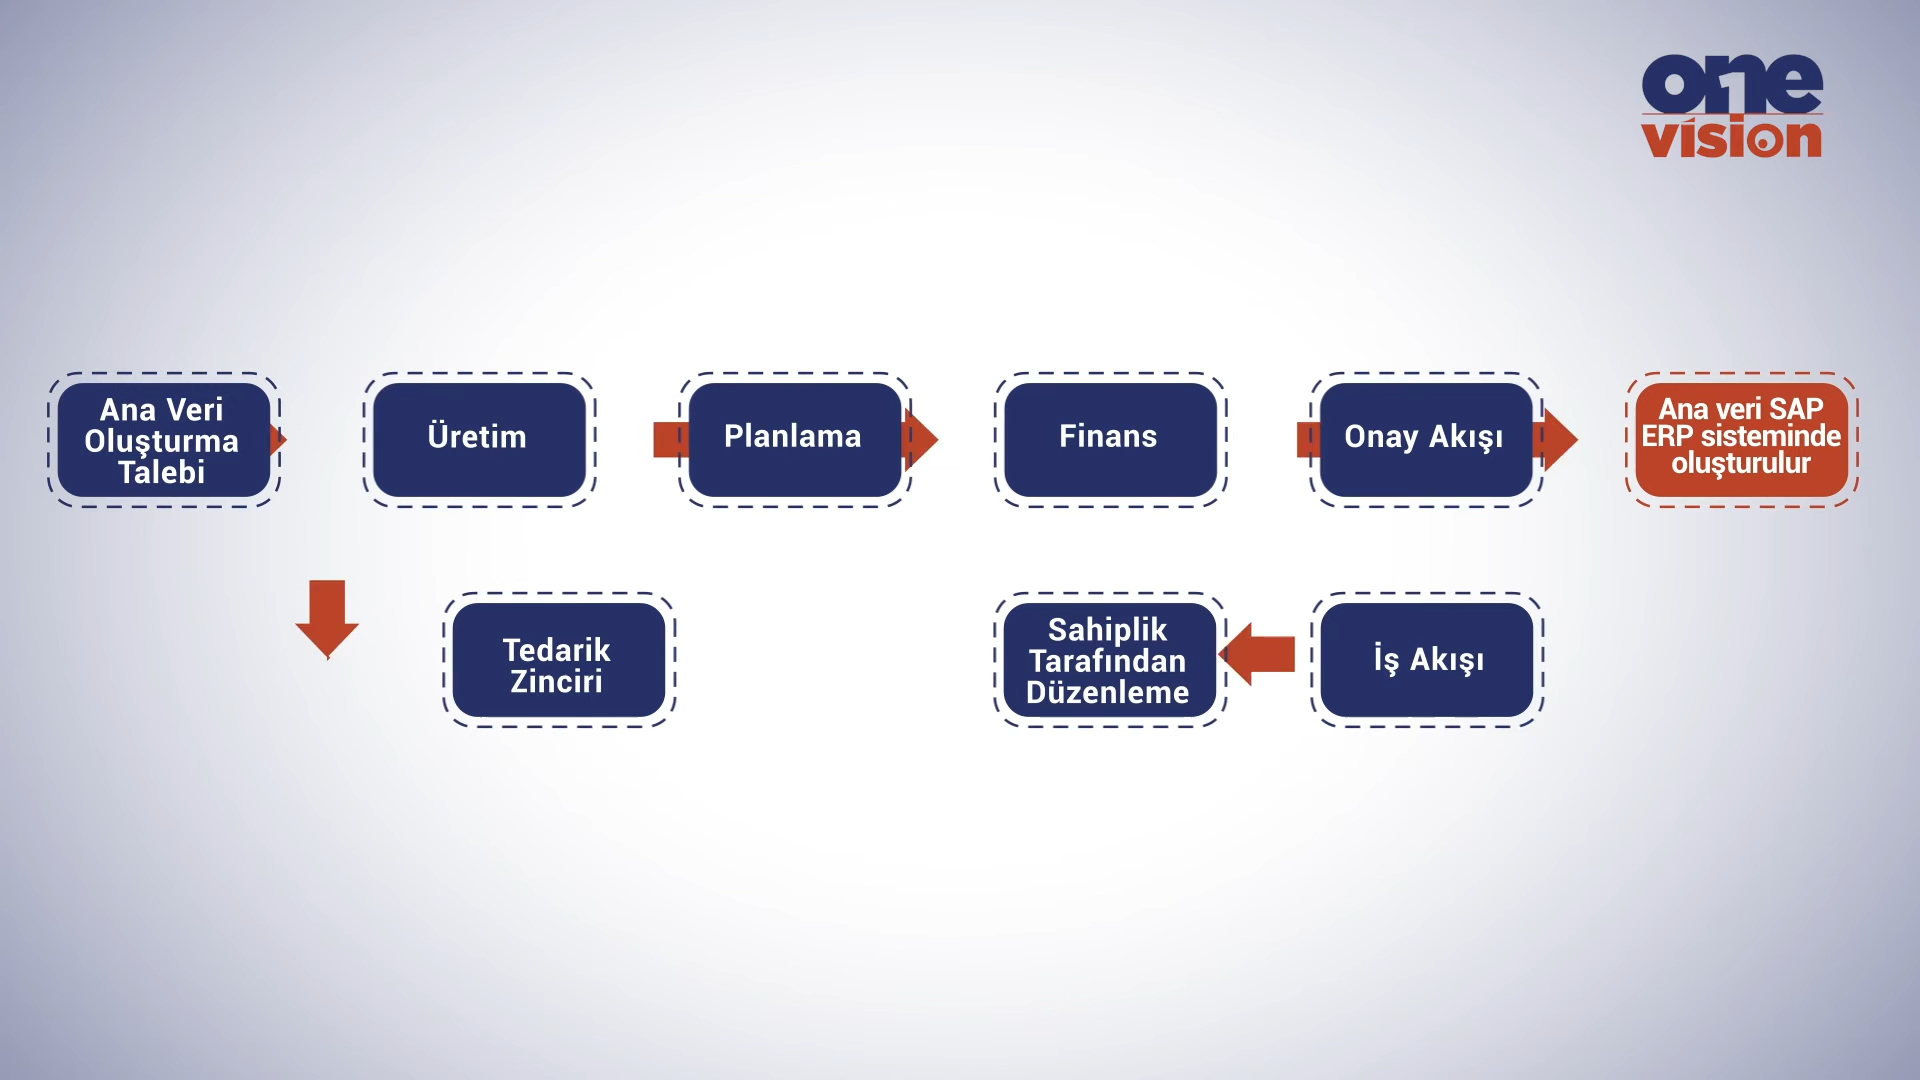 one
vision
Ana Veri
Oluşturma
Talebi
Üretim
Planlama
Finans
Onay Akışı
Ana veri SAP
ERP sisteminde
oluşturulur
Tedarik
Zinciri
Sahiplik
Tarafından
Düzenleme
İş Akışı